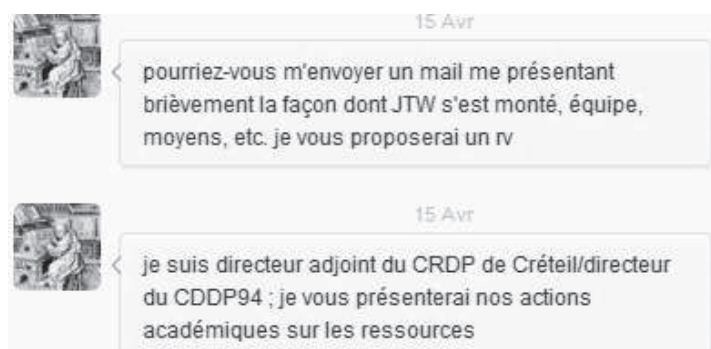 15 Avr
pourriez-vous m'envoyer un mail me présentant
brièvement la façon dont JTW s'est monté, équipe,
moyens, etc. je vous proposerai un rv
15 Avr
je suis directeur adjoint du CRDP de Créteil/directeur
du CDDP94 ; je vous présenterai nos actions
académiques sur les ressources